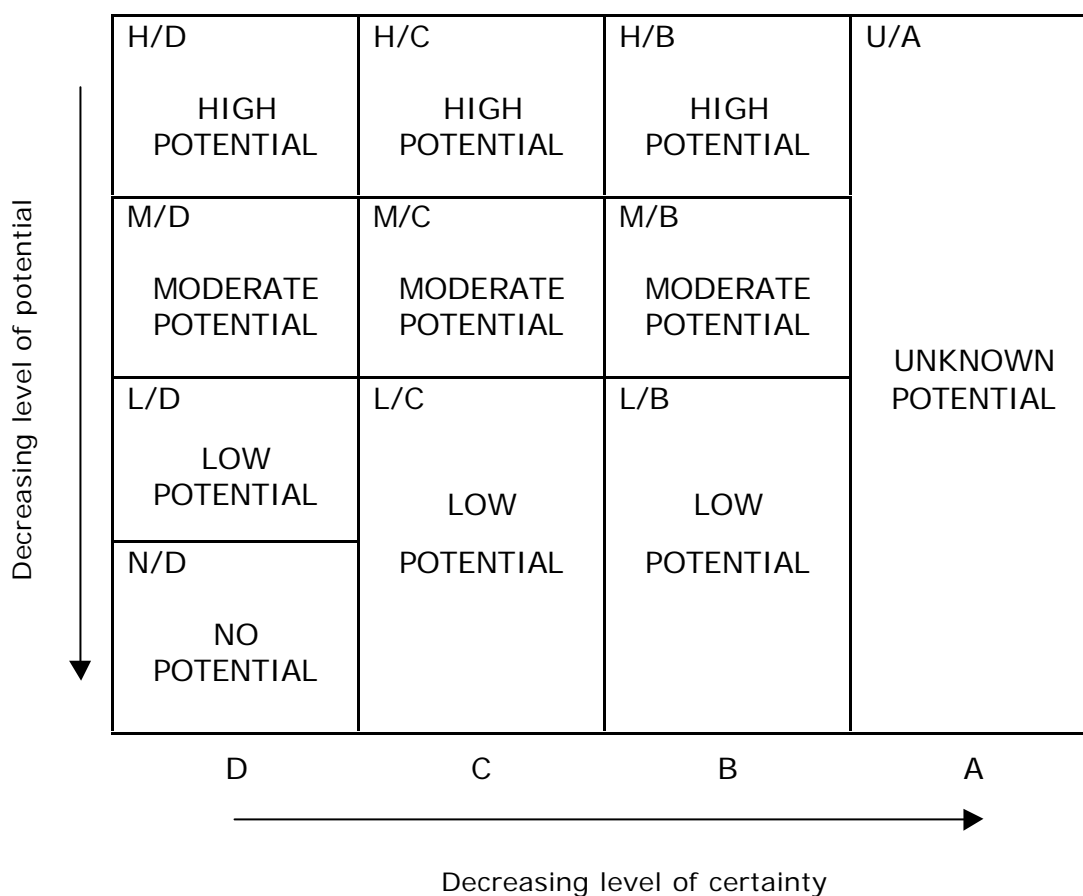 H/D H/C H/B U/A
HIGH
POTENTIAL
HIGH
POTENTIAL
HIGH
POTENTIAL
M/D M/C M/B
MODERATE
POTENTIAL
MODERATE
POTENTIAL
MODERATE
POTENTIAL
UNKNOWN
POTENTIAL
L/D L/C L/B
LOW
POTENTIAL
LOW
POTENTIAL
LOW
POTENTIAL
N/D
NO
POTENTIAL
D C B A
Decreasing level of certainty
Decreasing level of potential